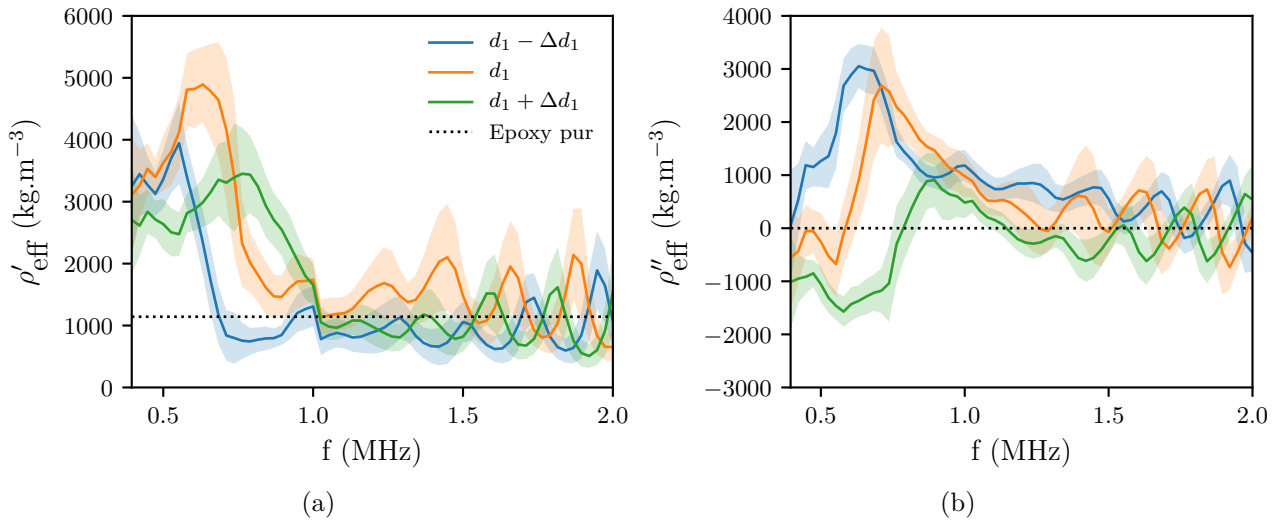 6000
5000
4000
3000
2000
1000
0
0.5 1.0 1.5 2.0
f (MHz)
ρ′eff (kg.m−3)
d1 − Δd1
d1
d1 + Δd1
Epoxy pur
(a)
4000
3000
2000
1000
0
−1000
−2000
−3000
0.5 1.0 1.5 2.0
f (MHz)
ρ″eff (kg.m−3)
(b)